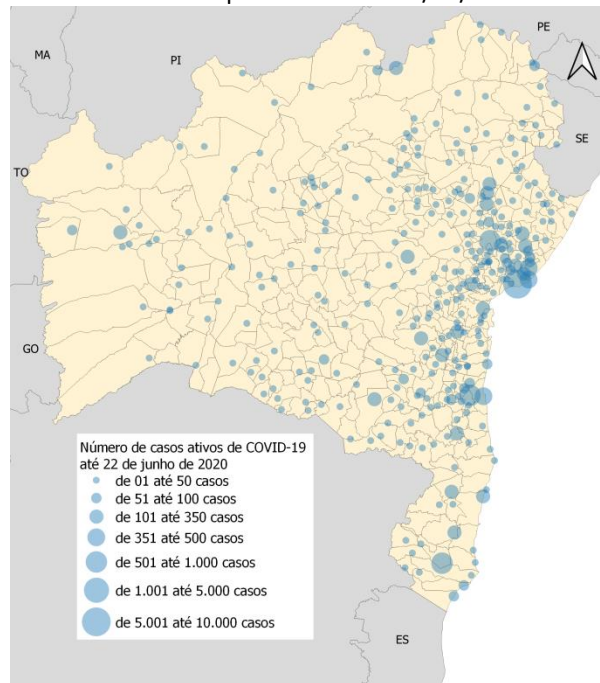 PE
MA
PI
SE
TO
GO
Número de casos ativos de COVID-19
até 22 de junho de 2020
de 01 até 50 casos
de 51 até 100 casos
de 101 até 350 casos
de 351 até 500 casos
de 501 até 1.000 casos
de 1.001 até 5.000 casos
de 5.001 até 10.000 casos
ES